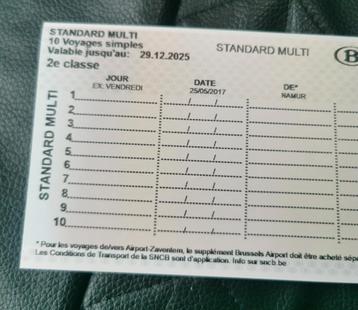 STANDARD MULTI
10 Voyages simples
Valable jusqu'au: 29.12.2025
2e classe
STANDARD MULTI
B
JOUR DATE DE*
EX: VENDREDI 25/05/2017 NAMUR
STANDARD MULTI
1 / /
2 / /
3 / /
4 / /
5 / /
6 / /
7 / /
8 / /
9 / /
10 / /
* Pour les voyages de/vers Airport-Zaventem, le supplément Brussels Airport doit être acheté sépa
Les Conditions de Transport de la SNCB sont d'application. Info sur sncb.be